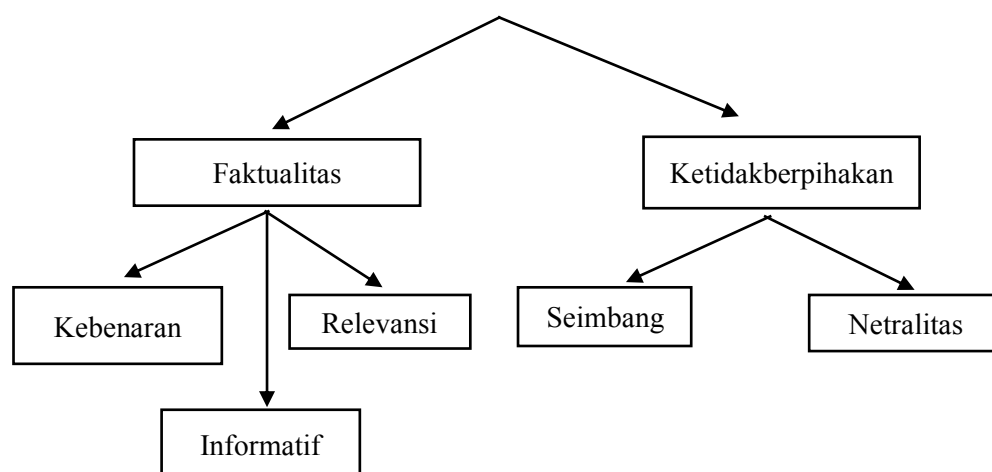 Faktualitas
Ketidakberpihakan
Kebenaran
Relevansi
Seimbang
Netralitas
Informatif